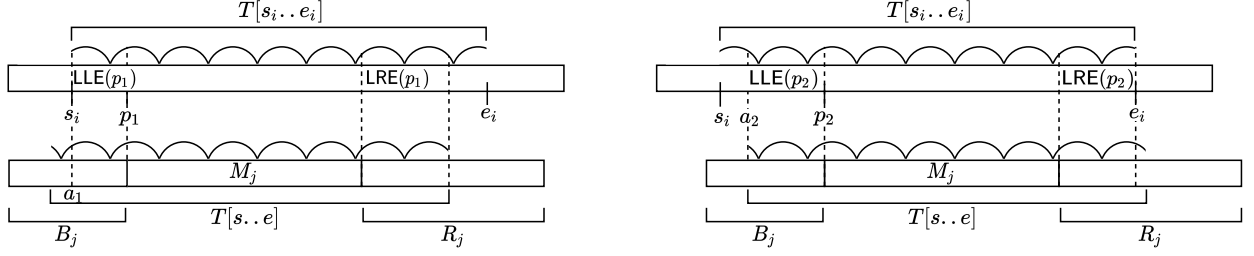 T[s_i..e_i]
LLE(p_1) LRE(p_1)
s_i p_1 e_i
M_j
a_1
T[s..e]
B_j R_j
T[s_i..e_i]
LLE(p_2) LRE(p_2)
s_i a_2 p_2 e_i
M_j
T[s..e]
B_j R_j